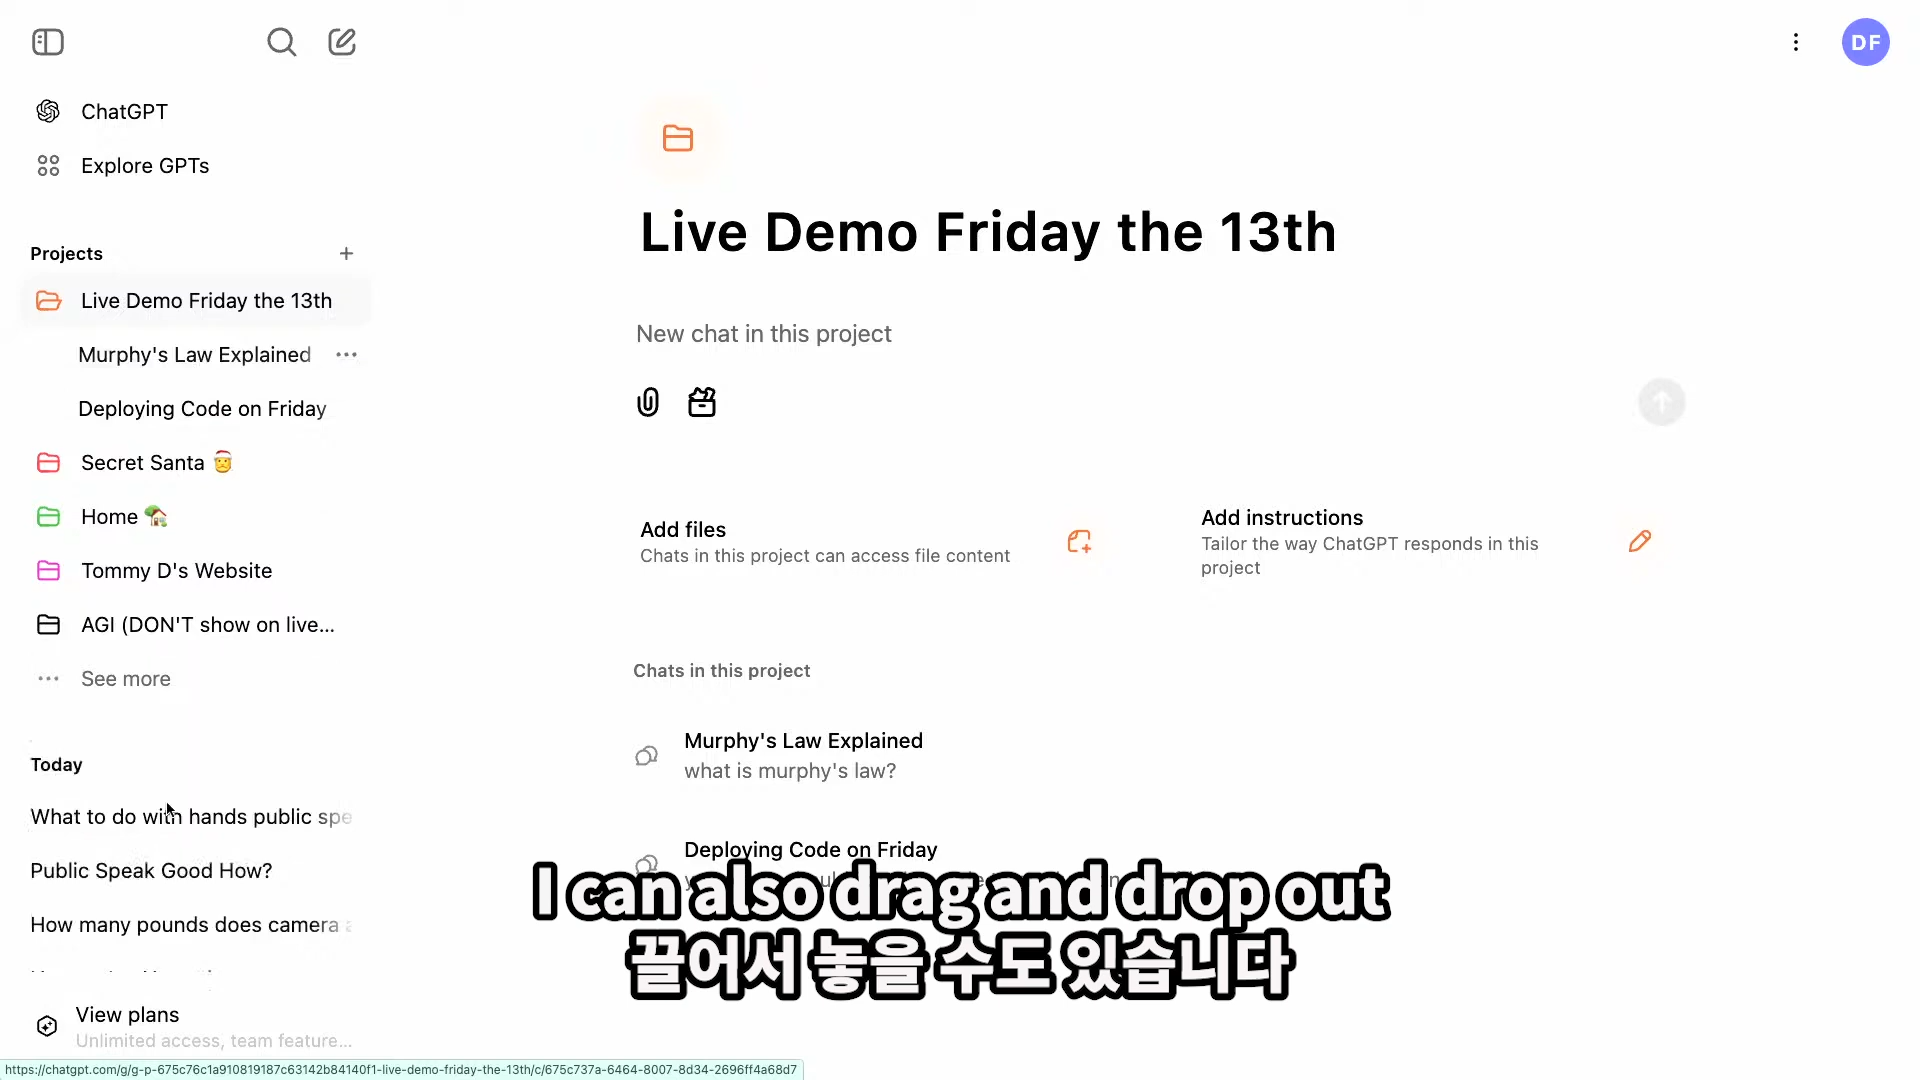 DF
ChatGPT
Explore GPTs
Projects
Live Demo Friday the 13th
Murphy's Law Explained
Deploying Code on Friday
Secret Santa 🎅
Home 🏡
Tommy D's Website
AGI (DON'T show on live...
See more
Today
What to do with hands public spe
Public Speak Good How?
How many pounds does camera a
View plans
Unlimited access, team feature...
Live Demo Friday the 13th
New chat in this project
Add files
Chats in this project can access file content
Add instructions
Tailor the way ChatGPT responds in this
project
Chats in this project
Murphy's Law Explained
what is murphy's law?
Deploying Code on Friday
I can also drag and drop out
끌어서 놓을 수도 있습니다
https://chatgpt.com/g/g-p-675c76c1a910819187c63142b84140f1-live-demo-friday-the-13th/c/675c737a-6464-8007-8d34-2696ff4a68d7